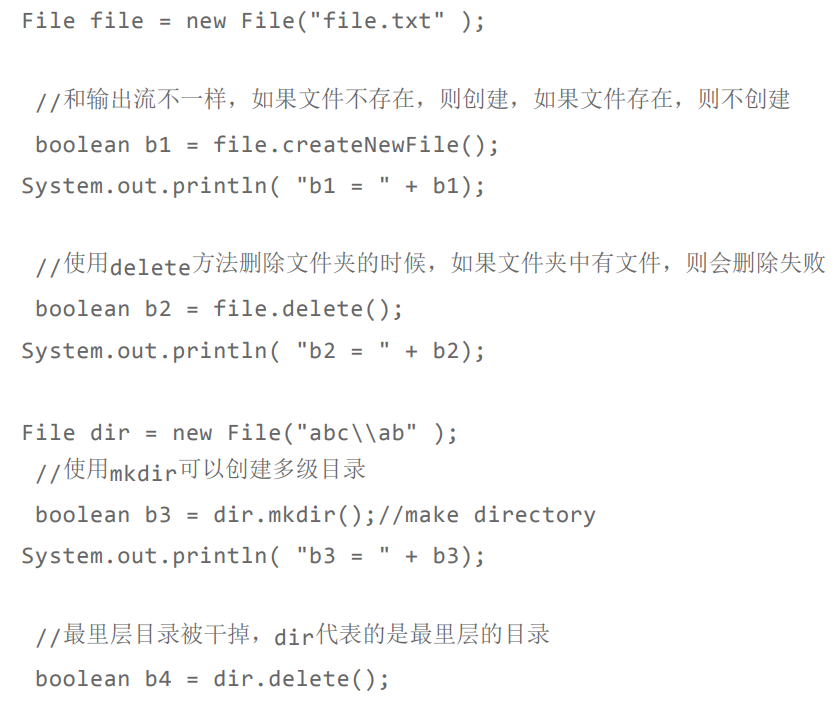 File file = new File("file.txt" );
//和输出流不一样，如果文件不存在，则创建，如果文件存在，则不创建
boolean b1 = file.createNewFile();
System.out.println( "b1 = " + b1);
//使用delete方法删除文件夹的时候，如果文件夹中有文件，则会删除失败
boolean b2 = file.delete();
System.out.println( "b2 = " + b2);
File dir = new File("abc\\ab" );
//使用mkdir可以创建多级目录
boolean b3 = dir.mkdir();//make directory
System.out.println( "b3 = " + b3);
//最里层目录被干掉，dir代表的是最里层的目录
boolean b4 = dir.delete();